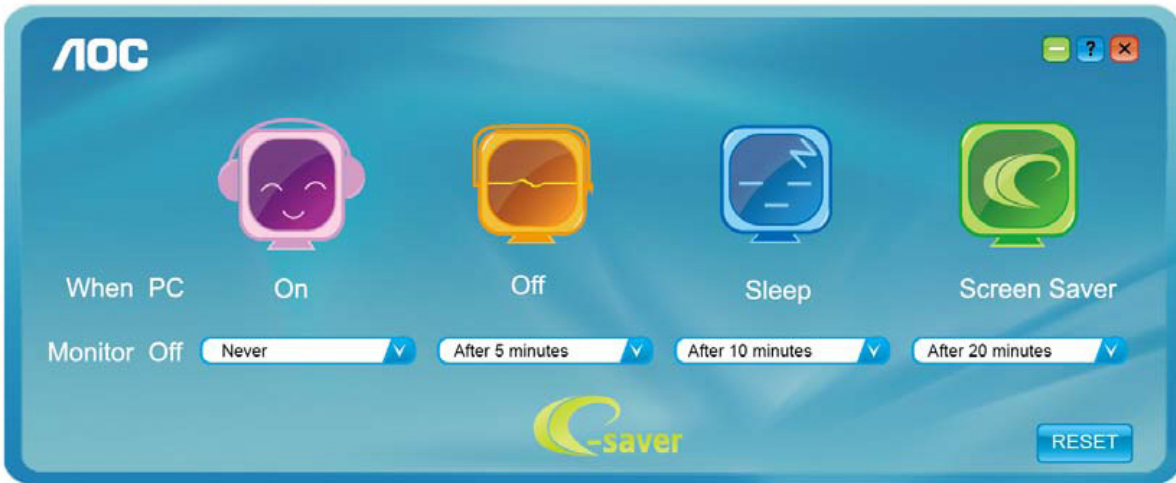 AOC
?
When PC On Off Sleep Screen Saver
Monitor Off Never After 5 minutes After 10 minutes After 20 minutes
e-saver
RESET